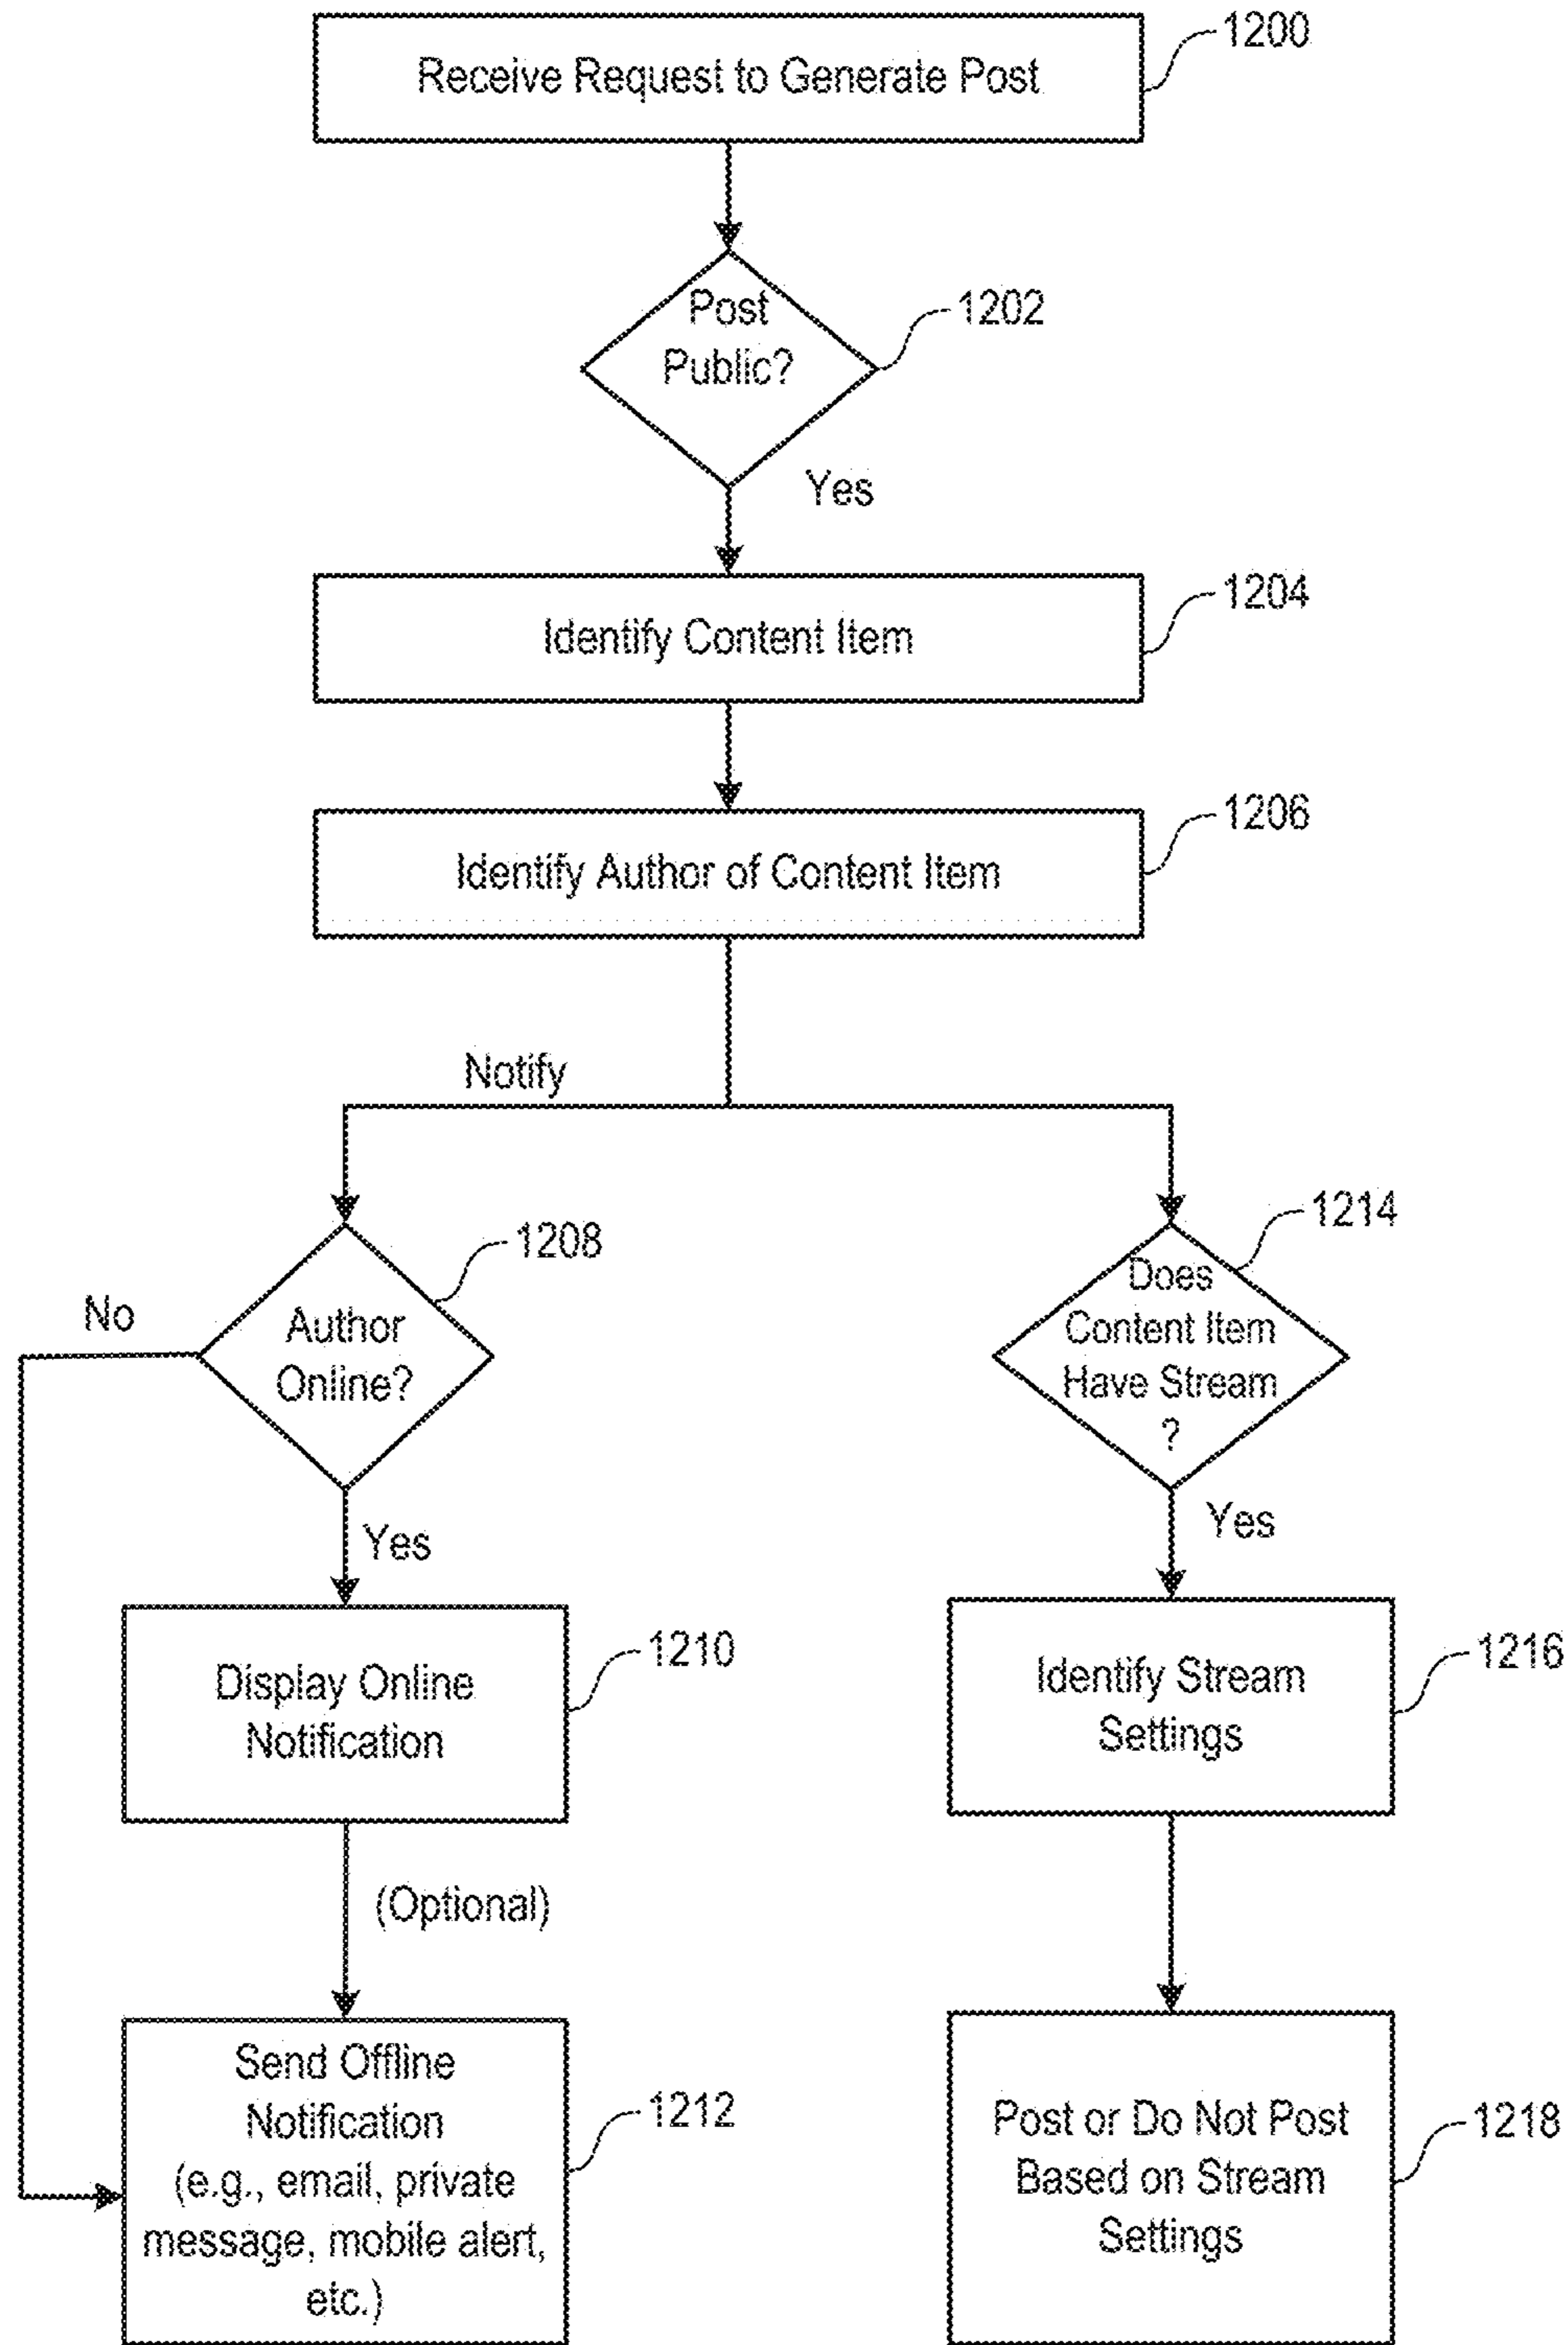 1200
Receive Request to Generate Post
Post
Public?
1202
Yes
Identify Content Item
1204
Identify Author of Content Item
1206
Notify
1208
Author
Online?
No
Yes
Display Online
Notification
1210
(Optional)
Send Offline
Notification
(e.g., email, private
message, mobile alert,
etc.)
1212
1214
Does
Content Item
Have Stream
?
Yes
Identify Stream
Settings
1216
Post or Do Not Post
Based on Stream
Settings
1218